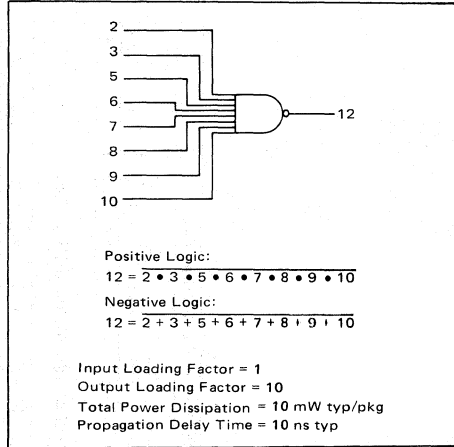 2
3
5
6
7
8
9
10
12
Positive Logic:
12 = 2 • 3 • 5 • 6 • 7 • 8 • 9 • 10
Negative Logic:
12 = 2 + 3 + 5 + 6 + 7 + 8 + 9 + 10
Input Loading Factor = 1
Output Loading Factor = 10
Total Power Dissipation = 10 mW typ/pkg
Propagation Delay Time = 10 ns typ